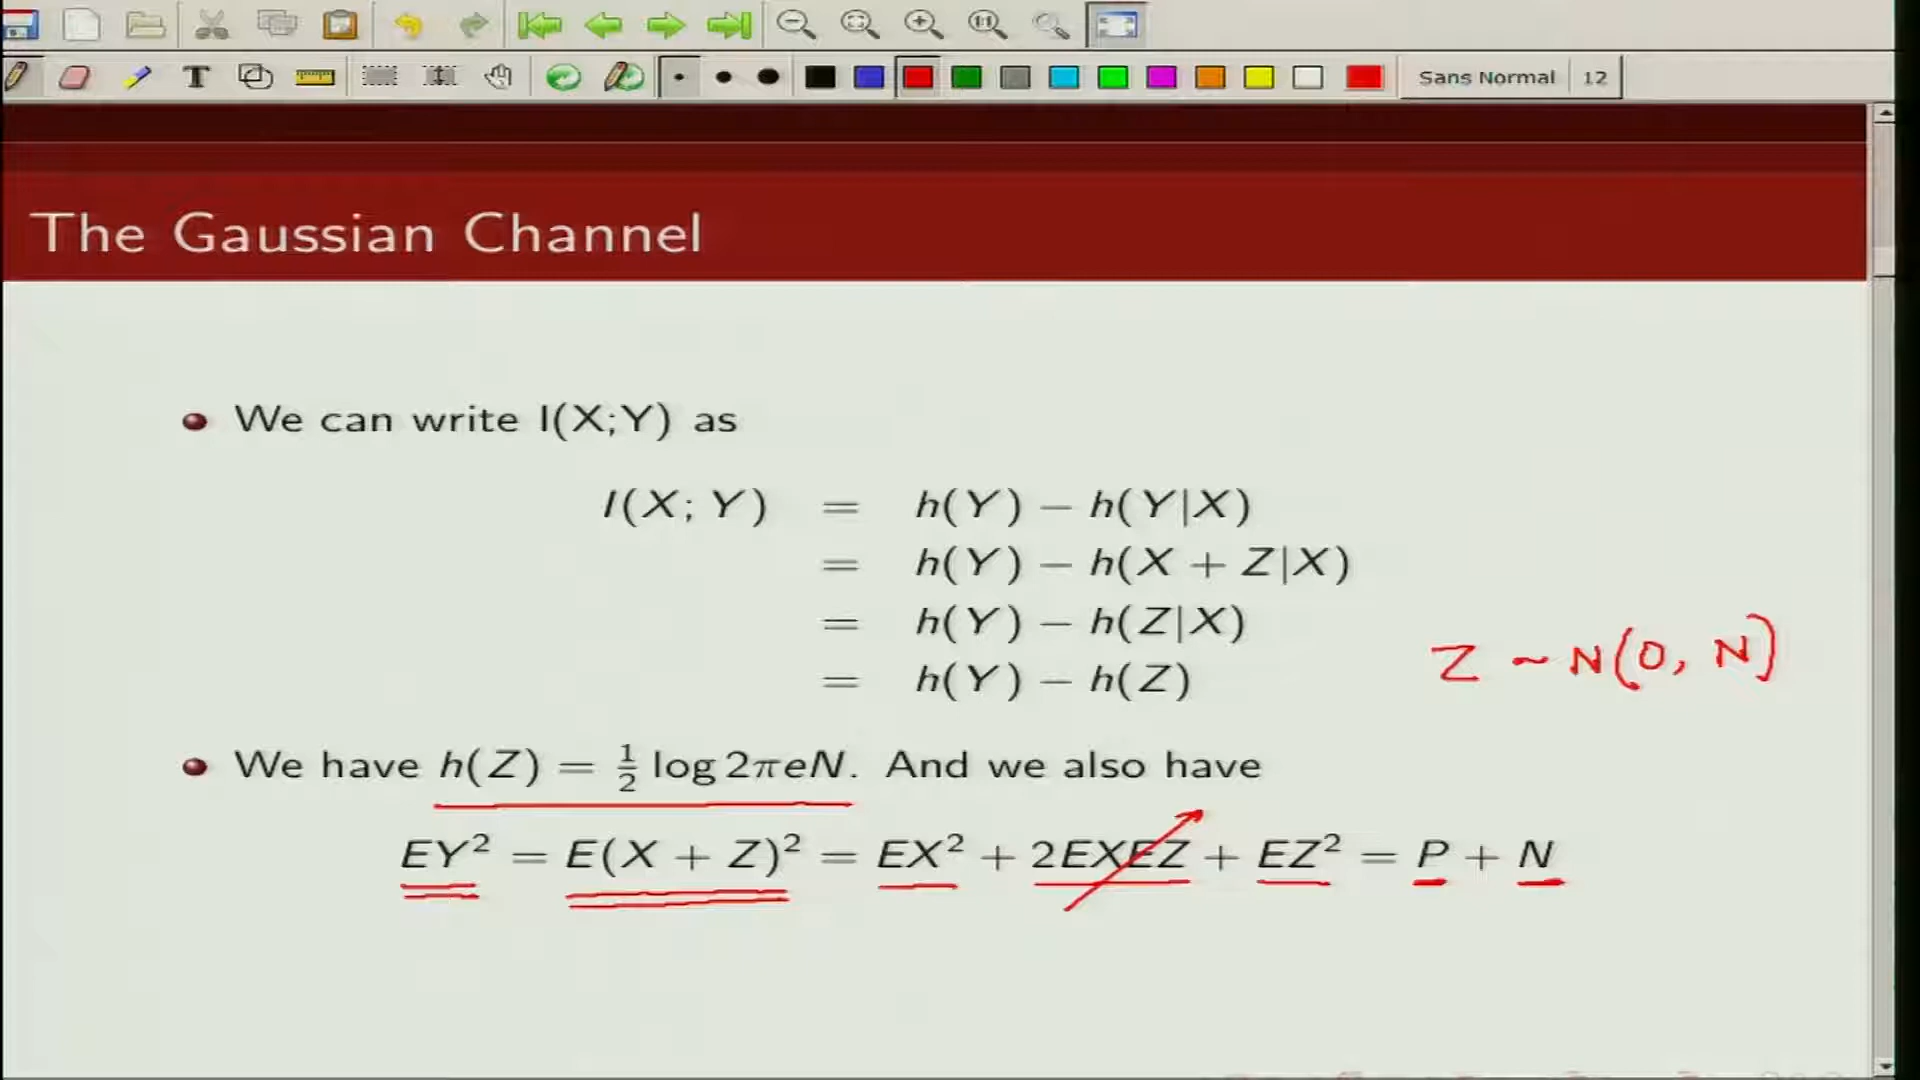 Sans Normal 12
The Gaussian Channel
We can write I(X;Y) as
I(X; Y) = h(Y) − h(Y|X)
= h(Y) − h(X + Z|X)
= h(Y) − h(Z|X)
= h(Y) − h(Z)
Z ~ N(0, N)
We have h(Z) = ½ log 2πeN. And we also have
EY² = E(X + Z)² = EX² + 2EXEZ + EZ² = P + N